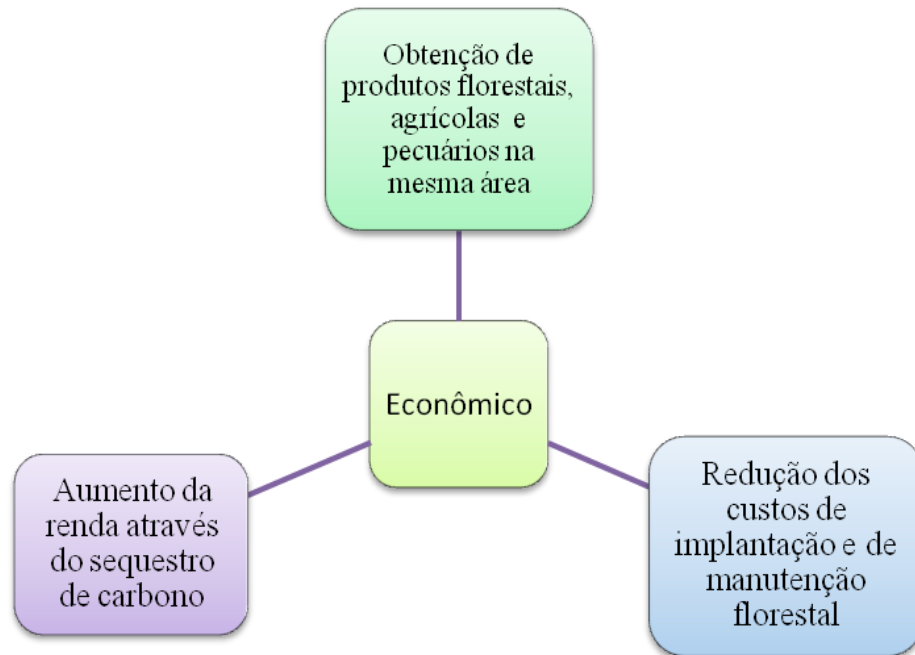 Obtenção de
produtos florestais,
agrícolas e
pecuários na
mesma área
Econômico
Aumento da
renda através
do sequestro
de carbono
Redução dos
custos de
implantação e de
manutenção
florestal